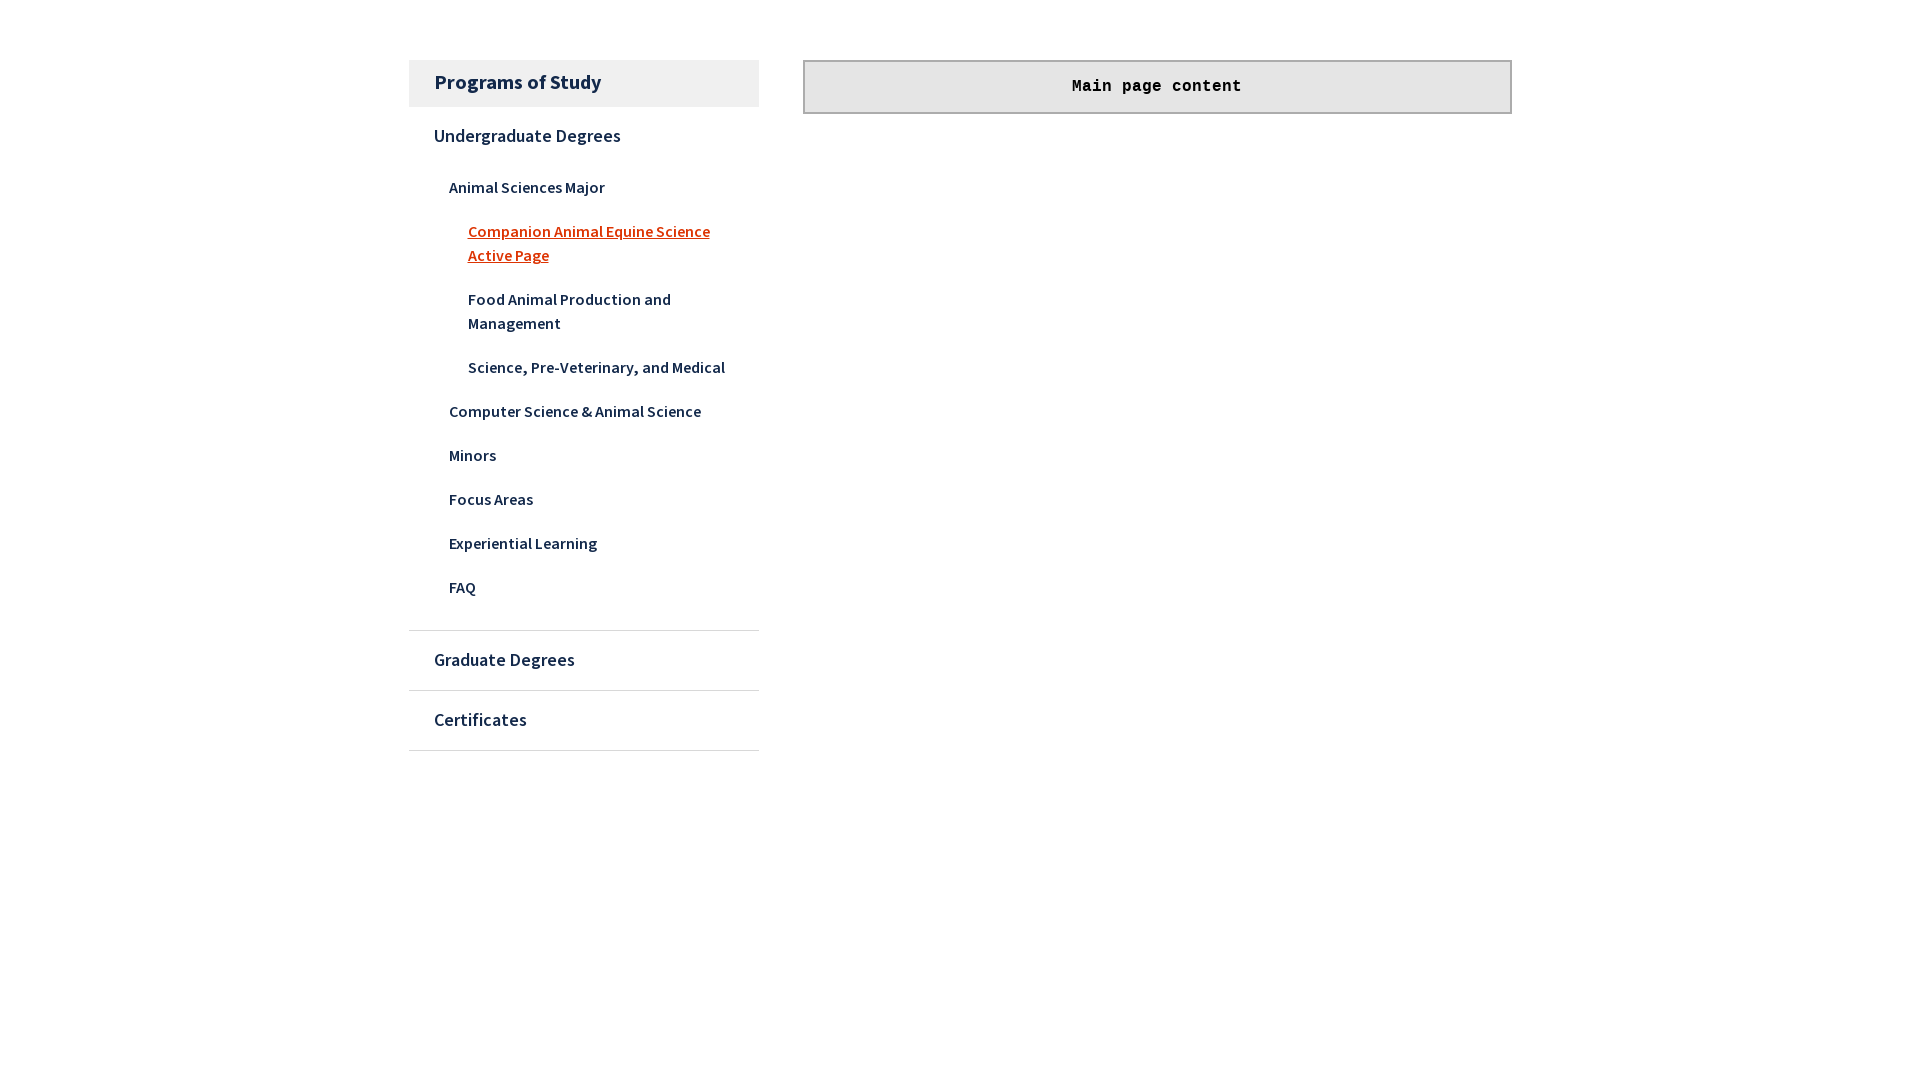 Programs of Study
Undergraduate Degrees
Animal Sciences Major
Companion Animal Equine Science
Active Page
Food Animal Production and
Management
Science, Pre-Veterinary, and Medical
Computer Science & Animal Science
Minors
Focus Areas
Experiential Learning
FAQ
Graduate Degrees
Certificates
Main page content